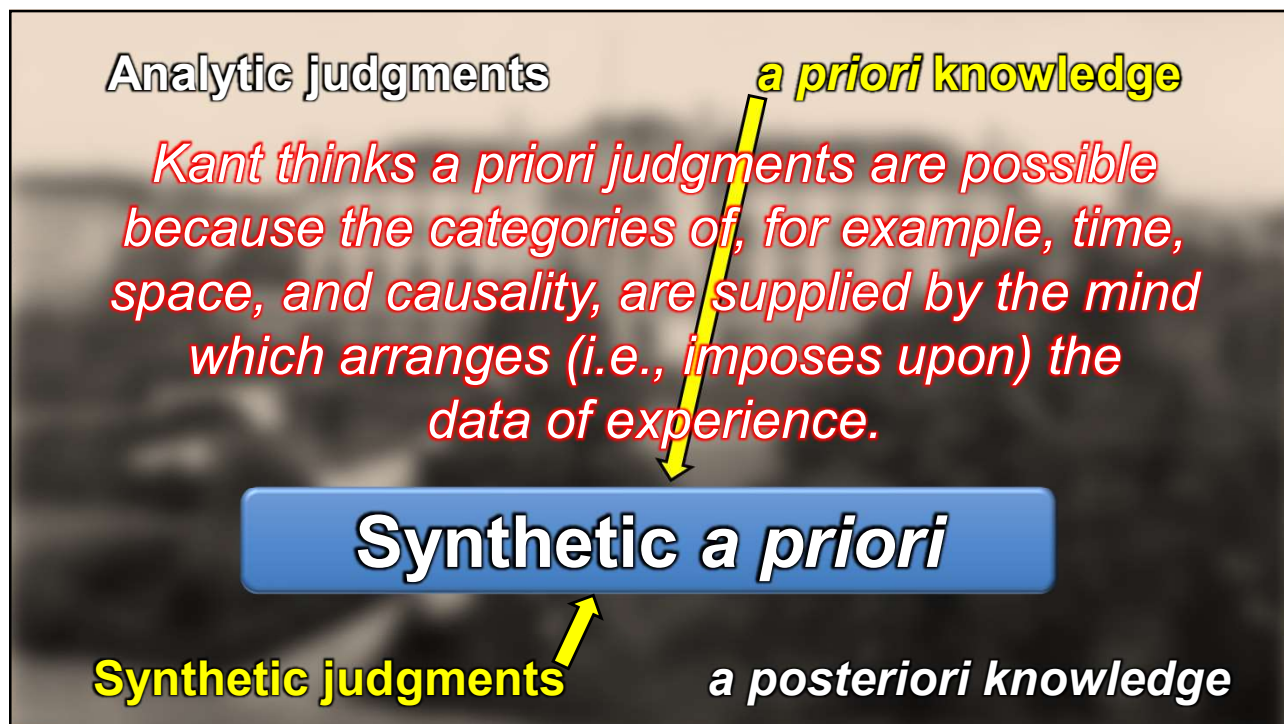 Analytic judgments
a priori knowledge
Kant thinks a priori judgments are possible
because the categories of, for example, time,
space, and causality, are supplied by the mind
which arranges (i.e., imposes upon) the
data of experience.
Synthetic a priori
Synthetic judgments
a posteriori knowledge